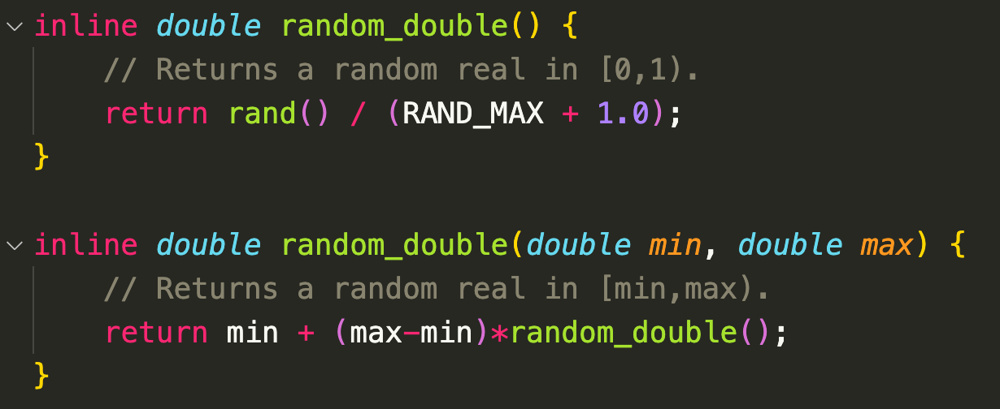 inline double random_double() {
    // Returns a random real in [0,1).
    return rand() / (RAND_MAX + 1.0);
}
inline double random_double(double min, double max) {
    // Returns a random real in [min,max).
    return min + (max-min)*random_double();
}